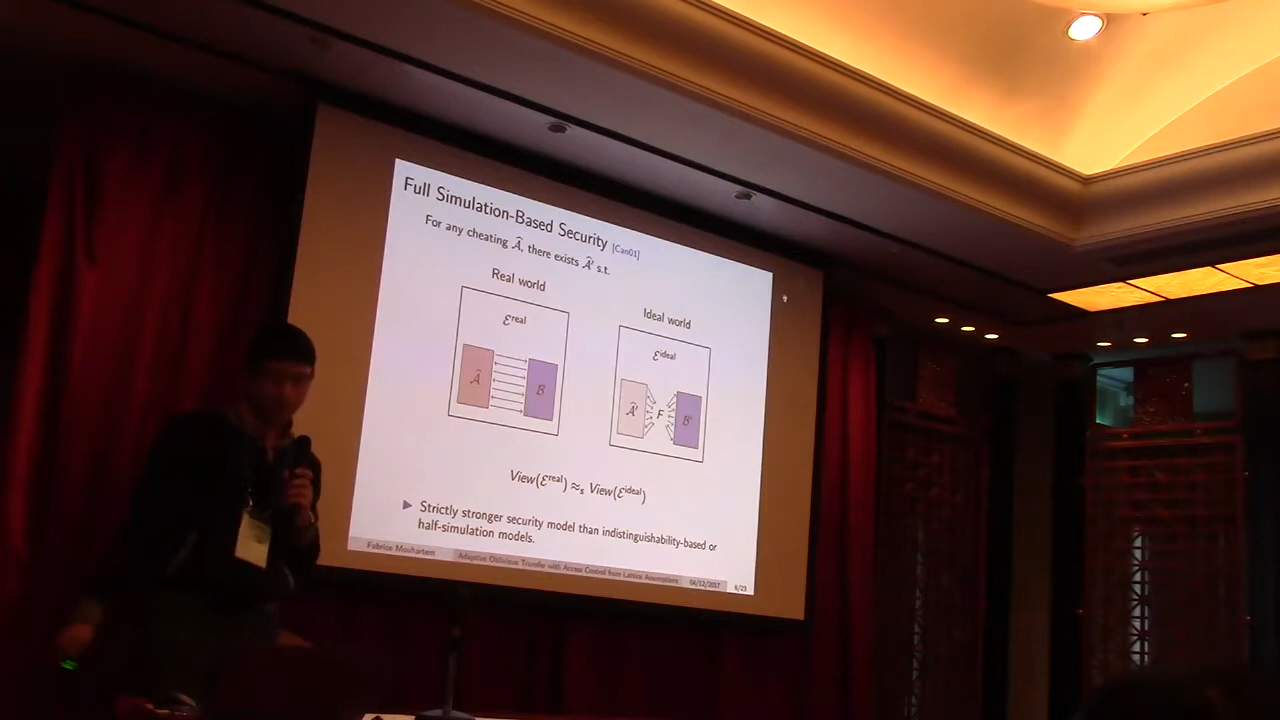 Full Simulation-Based Security [Can01]
For any cheating Â, there exists Â′ s.t.
Real world
Ideal world
ℰ^real
ℰ^ideal
Â
B
Â′
F
B′
View(ℰ^real) ≈ₛ View(ℰ^ideal)
▶ Strictly stronger security model than indistinguishability-based or
half-simulation models.
Fabrice Mouhartem Adaptive Oblivious Transfer with Access Control from Lattice Assumptions 04/12/2017 6/23